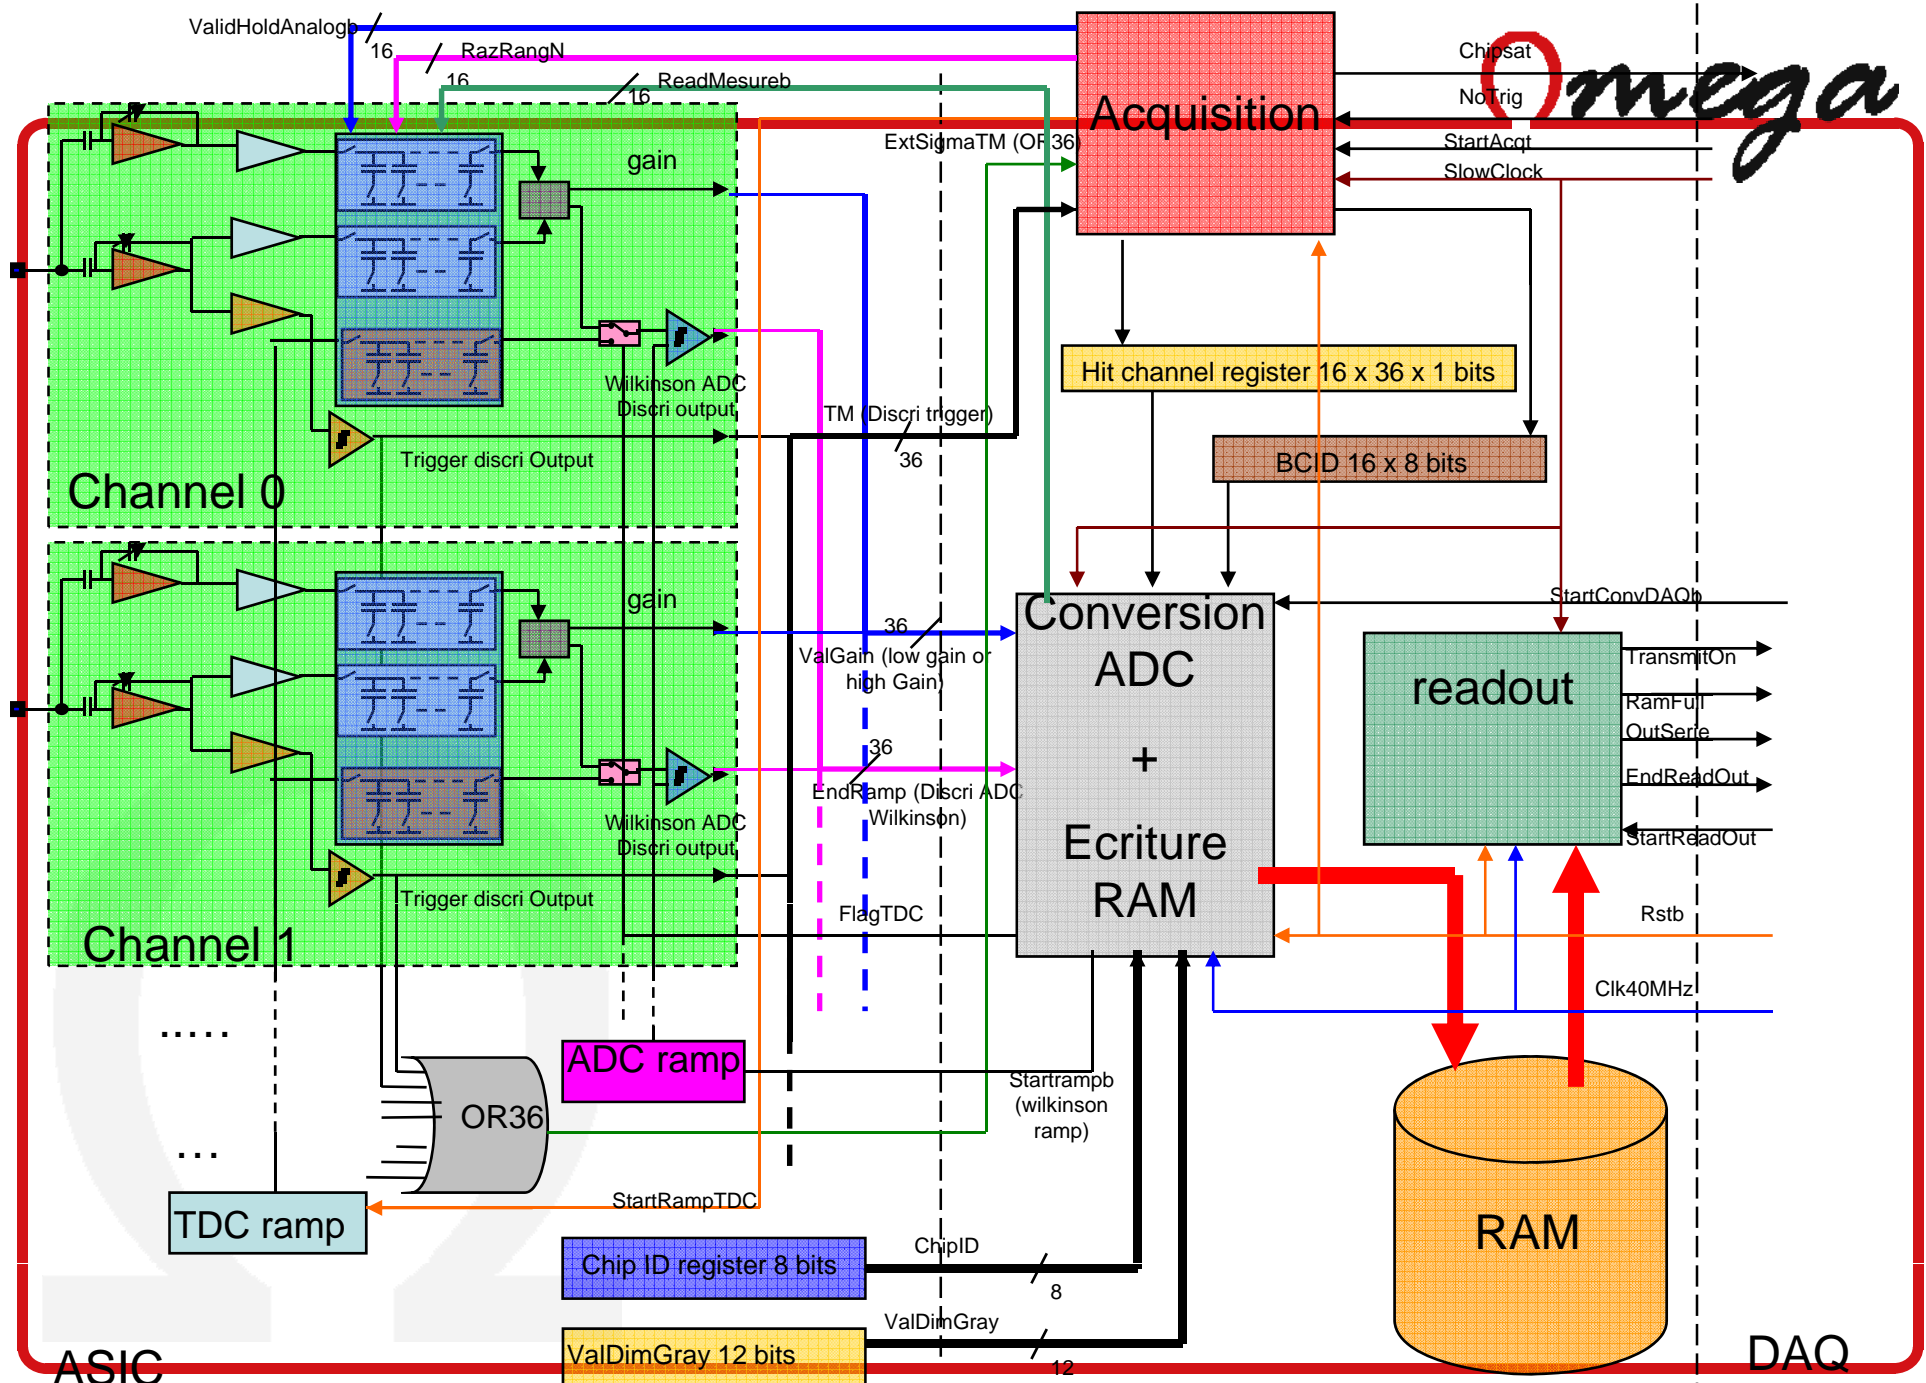 ValidHoldAnalogb
16
RazRangN
16
ReadMesureb
16
Acquisition
Chipsat
NoTrig
StartAcqt
SlowClock
Omega
ExtSigmaTM (OR36)
gain
Wilkinson ADC
Discri output
Trigger discri Output
Channel 0
TM (Discri trigger)
36
Hit channel register 16 x 36 x 1 bits
BCID 16 x 8 bits
gain
Wilkinson ADC
Discri output
Trigger discri Output
Channel 1
36
ValGain (low gain or
high Gain)
36
EndRamp (Discri ADC
Wilkinson)
FlagTDC
Conversion
ADC
+
Ecriture
RAM
StartConvDAQb
readout
TransmitOn
RamFull
OutSerie
EndReadOut
StartReadOut
Rstb
Clk40MHz
.....
...
OR36
ADC ramp
Startrampb
(wilkinson
ramp)
TDC ramp
StartRampTDC
RAM
Chip ID register 8 bits
ChipID
8
ValDimGray 12 bits
ValDimGray
12
ASIC
DAQ